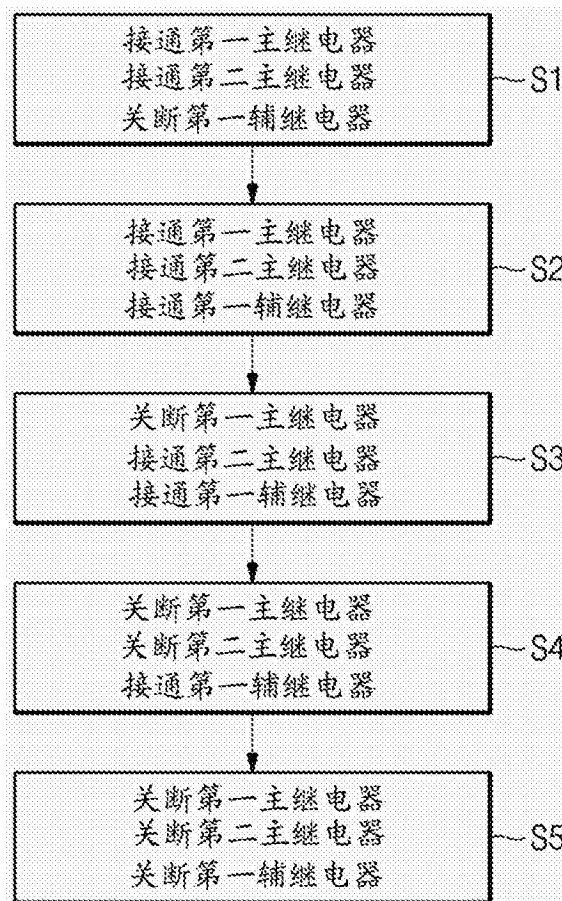 接通第一主继电器
接通第二主继电器
关断第一辅继电器
S1
接通第一主继电器
接通第二主继电器
接通第一辅继电器
S2
关断第一主继电器
接通第二主继电器
接通第一辅继电器
S3
关断第一主继电器
关断第二主继电器
接通第一辅继电器
S4
关断第一主继电器
关断第二主继电器
关断第一辅继电器
S5